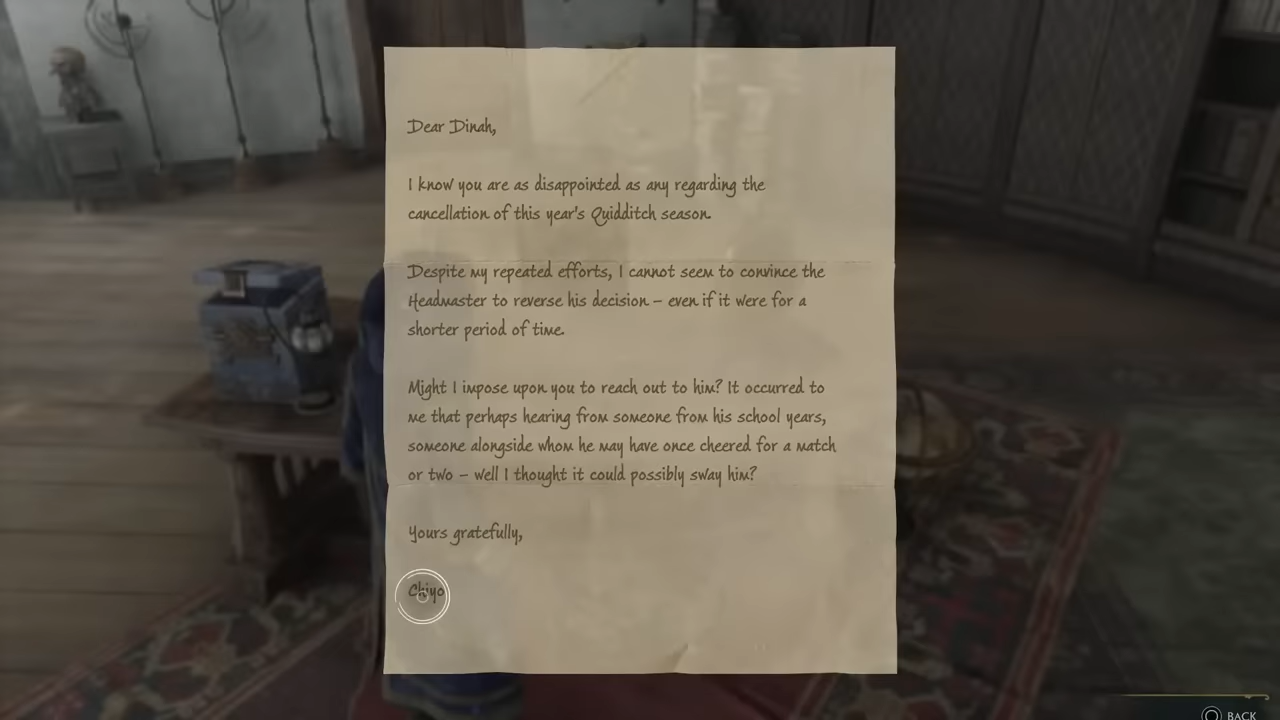 Dear Dinah,
I know you are as disappointed as any regarding the
cancellation of this year's Quidditch season.
Despite my repeated efforts, I cannot seem to convince the
Headmaster to reverse his decision – even if it were for a
shorter period of time.
Might I impose upon you to reach out to him? It occurred to
me that perhaps hearing from someone from his school years,
someone alongside whom he may have once cheered for a match
or two – well I thought it could possibly sway him?
Yours gratefully,
Chiyo
BACK